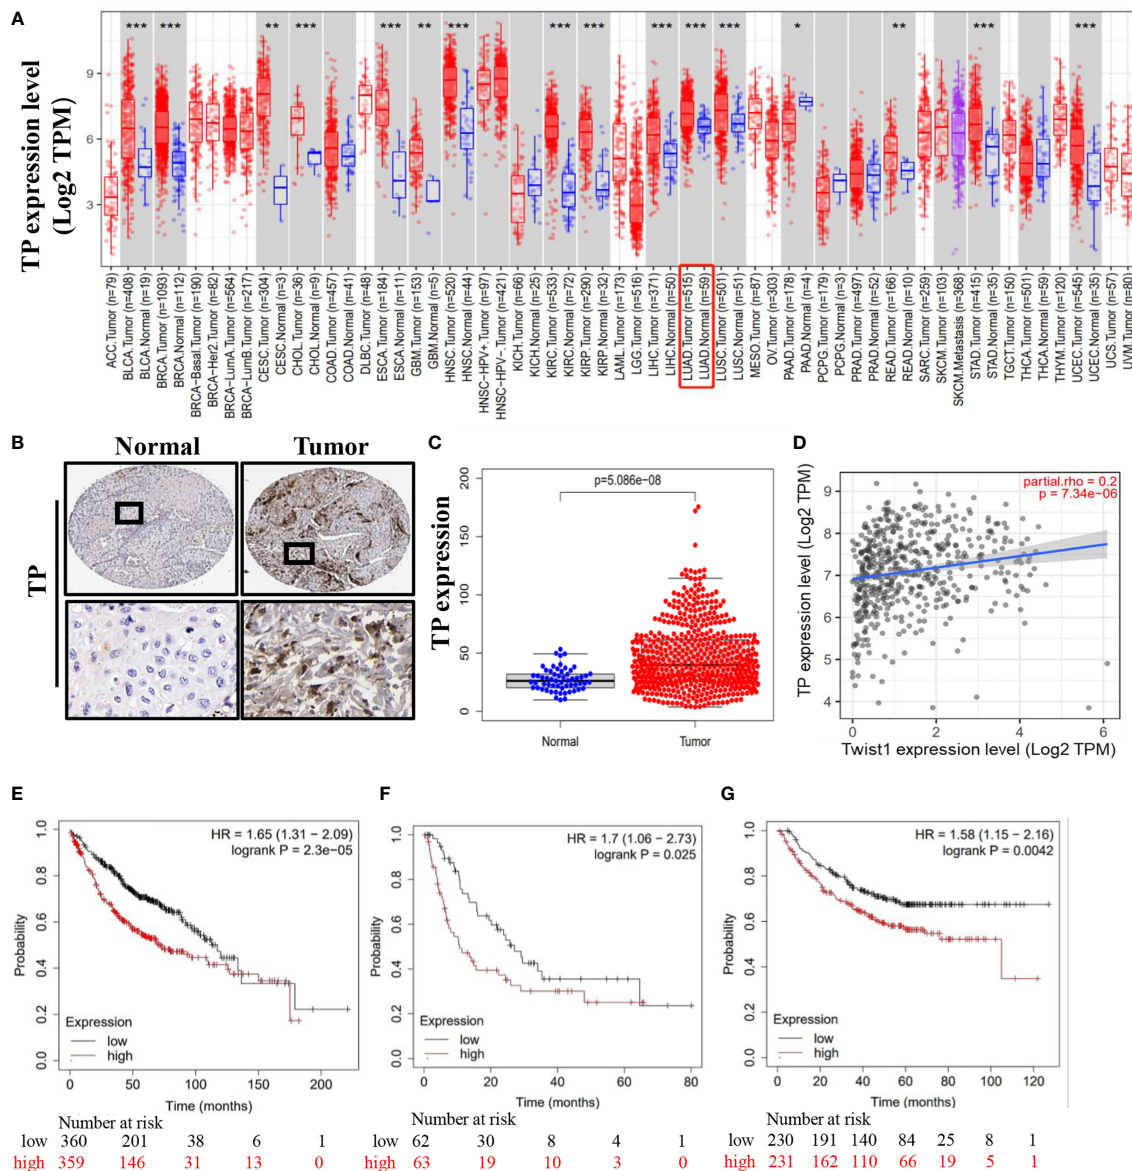 A
TP expression level
(Log2 TPM)
*** *** ** *** *** ** *** *** *** *** *** *** * ** *** ***
9
6
3
ACC.Tumor (n=79)
BLCA.Tumor (n=408)
BLCA.Normal (n=19)
BRCA.Tumor (n=1093)
BRCA.Normal (n=112)
BRCA-Basal.Tumor (n=190)
BRCA-Her2.Tumor (n=82)
BRCA-LumA.Tumor (n=564)
BRCA-LumB.Tumor (n=217)
CESC.Tumor (n=304)
CESC.Normal (n=3)
CHOL.Tumor (n=36)
CHOL.Normal (n=9)
COAD.Tumor (n=457)
COAD.Normal (n=41)
DLBC.Tumor (n=48)
ESCA.Tumor (n=184)
ESCA.Normal (n=11)
GBM.Tumor (n=153)
GBM.Normal (n=5)
HNSC.Tumor (n=520)
HNSC.Normal (n=44)
HNSC-HPV+.Tumor (n=97)
HNSC-HPV-.Tumor (n=421)
KICH.Tumor (n=66)
KICH.Normal (n=25)
KIRC.Tumor (n=533)
KIRC.Normal (n=72)
KIRP.Tumor (n=290)
KIRP.Normal (n=32)
LAML.Tumor (n=173)
LGG.Tumor (n=516)
LIHC.Tumor (n=371)
LIHC.Normal (n=50)
LUAD.Tumor (n=515)
LUAD.Normal (n=59)
LUSC.Tumor (n=501)
LUSC.Normal (n=51)
MESO.Tumor (n=87)
OV.Tumor (n=303)
PAAD.Tumor (n=178)
PAAD.Normal (n=4)
PCPG.Tumor (n=179)
PCPG.Normal (n=3)
PRAD.Tumor (n=497)
PRAD.Normal (n=52)
READ.Tumor (n=166)
READ.Normal (n=10)
SARC.Tumor (n=259)
SKCM.Tumor (n=103)
SKCM.Metastasis (n=368)
STAD.Tumor (n=415)
STAD.Normal (n=35)
TGCT.Tumor (n=150)
THCA.Tumor (n=501)
THCA.Normal (n=59)
THYM.Tumor (n=120)
UCEC.Tumor (n=545)
UCEC.Normal (n=35)
UCS.Tumor (n=57)
UVM.Tumor (n=80)
B
Normal Tumor
TP
C
TP expression
200
150
100
50
0
p=5.086e-08
Normal Tumor
D
TP expression level (Log2 TPM)
partial.rho = 0.2
p = 7.34e-06
9
8
7
6
5
4
0 2 4 6
Twist1 expression level (Log2 TPM)
E
HR = 1.65 (1.31 − 2.09)
logrank P = 2.3e-05
Probability
1.0
0.8
0.6
0.4
0.2
0.0
Expression
low
high
0 50 100 150 200
Time (months)
Number at risk
low 360 201 38 6 1
high 359 146 31 13 0
F
HR = 1.7 (1.06 − 2.73)
logrank P = 0.025
Probability
1.0
0.8
0.6
0.4
0.2
0.0
Expression
low
high
0 20 40 60 80
Time (months)
Number at risk
low 62 30 8 4 1
high 63 19 10 3 0
G
HR = 1.58 (1.15 − 2.16)
logrank P = 0.0042
Probability
1.0
0.8
0.6
0.4
0.2
0.0
Expression
low
high
0 20 40 60 80 100 120
Time (months)
Number at risk
low 230 191 140 84 25 8 1
high 231 162 110 66 19 5 1